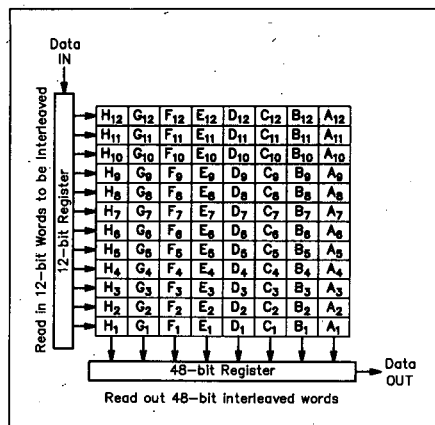 Data
IN
Read in 12-bit Words to be Interleaved
12-bit Register
H12 G12 F12 E12 D12 C12 B12 A12
H11 G11 F11 E11 D11 C11 B11 A11
H10 G10 F10 E10 D10 C10 B10 A10
H9 G9 F9 E9 D9 C9 B9 A9
H8 G8 F8 E8 D8 C8 B8 A8
H7 G7 F7 E7 D7 C7 B7 A7
H6 G6 F6 E6 D6 C6 B6 A6
H5 G5 F5 E5 D5 C5 B5 A5
H4 G4 F4 E4 D4 C4 B4 A4
H3 G3 F3 E3 D3 C3 B3 A3
H2 G2 F2 E2 D2 C2 B2 A2
H1 G1 F1 E1 D1 C1 B1 A1
48-bit Register
Data
OUT
Read out 48-bit interleaved words